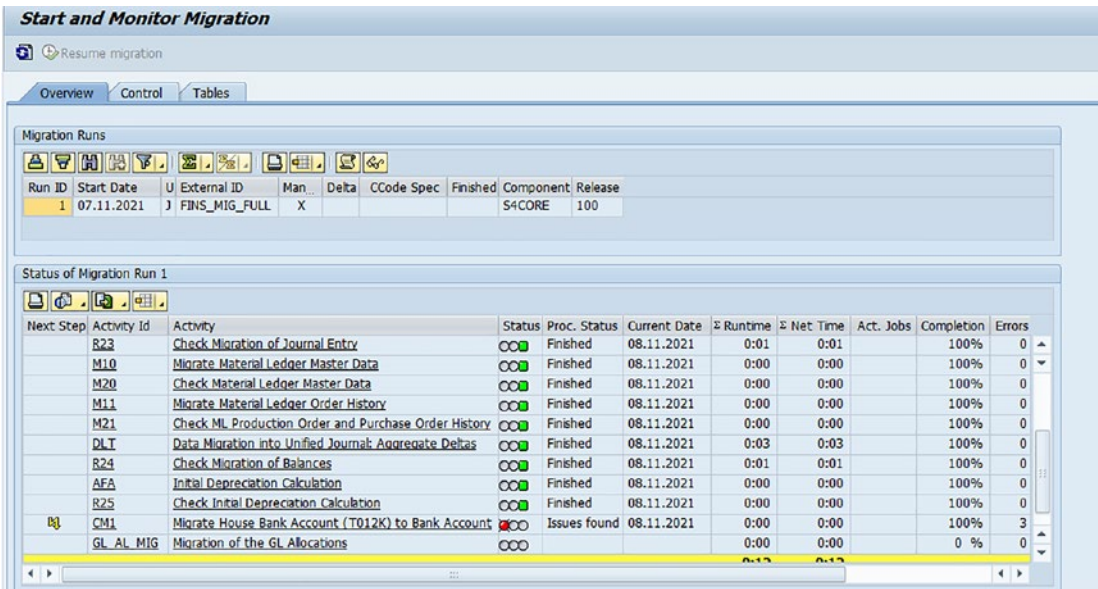 Start and Monitor Migration
Resume migration
Overview Control Tables
Migration Runs
Run ID Start Date U External ID Man... Delta CCode Spec Finished Component Release
1 07.11.2021 J FINS_MIG_FULL X S4CORE 100
Status of Migration Run 1
Next Step Activity Id Activity Status Proc. Status Current Date Σ Runtime Σ Net Time Act. Jobs Completion Errors
R23 Check Migration of Journal Entry Finished 08.11.2021 0:01 0:01 100% 0
M10 Migrate Material Ledger Master Data Finished 08.11.2021 0:00 0:00 100% 0
M20 Check Material Ledger Master Data Finished 08.11.2021 0:00 0:00 100% 0
M11 Migrate Material Ledger Order History Finished 08.11.2021 0:00 0:00 100% 0
M21 Check ML Production Order and Purchase Order History Finished 08.11.2021 0:00 0:00 100% 0
DLT Data Migration into Unified Journal: Aggregate Deltas Finished 08.11.2021 0:03 0:03 100% 0
R24 Check Migration of Balances Finished 08.11.2021 0:01 0:01 100% 0
AFA Initial Depreciation Calculation Finished 08.11.2021 0:00 0:00 100% 0
R25 Check Initial Depreciation Calculation Finished 08.11.2021 0:00 0:00 100% 0
CM1 Migrate House Bank Account (T012K) to Bank Account Issues found 08.11.2021 0:00 0:00 100% 3
GL_AL_MIG Migration of the GL Allocations 0:00 0:00 0 % 0